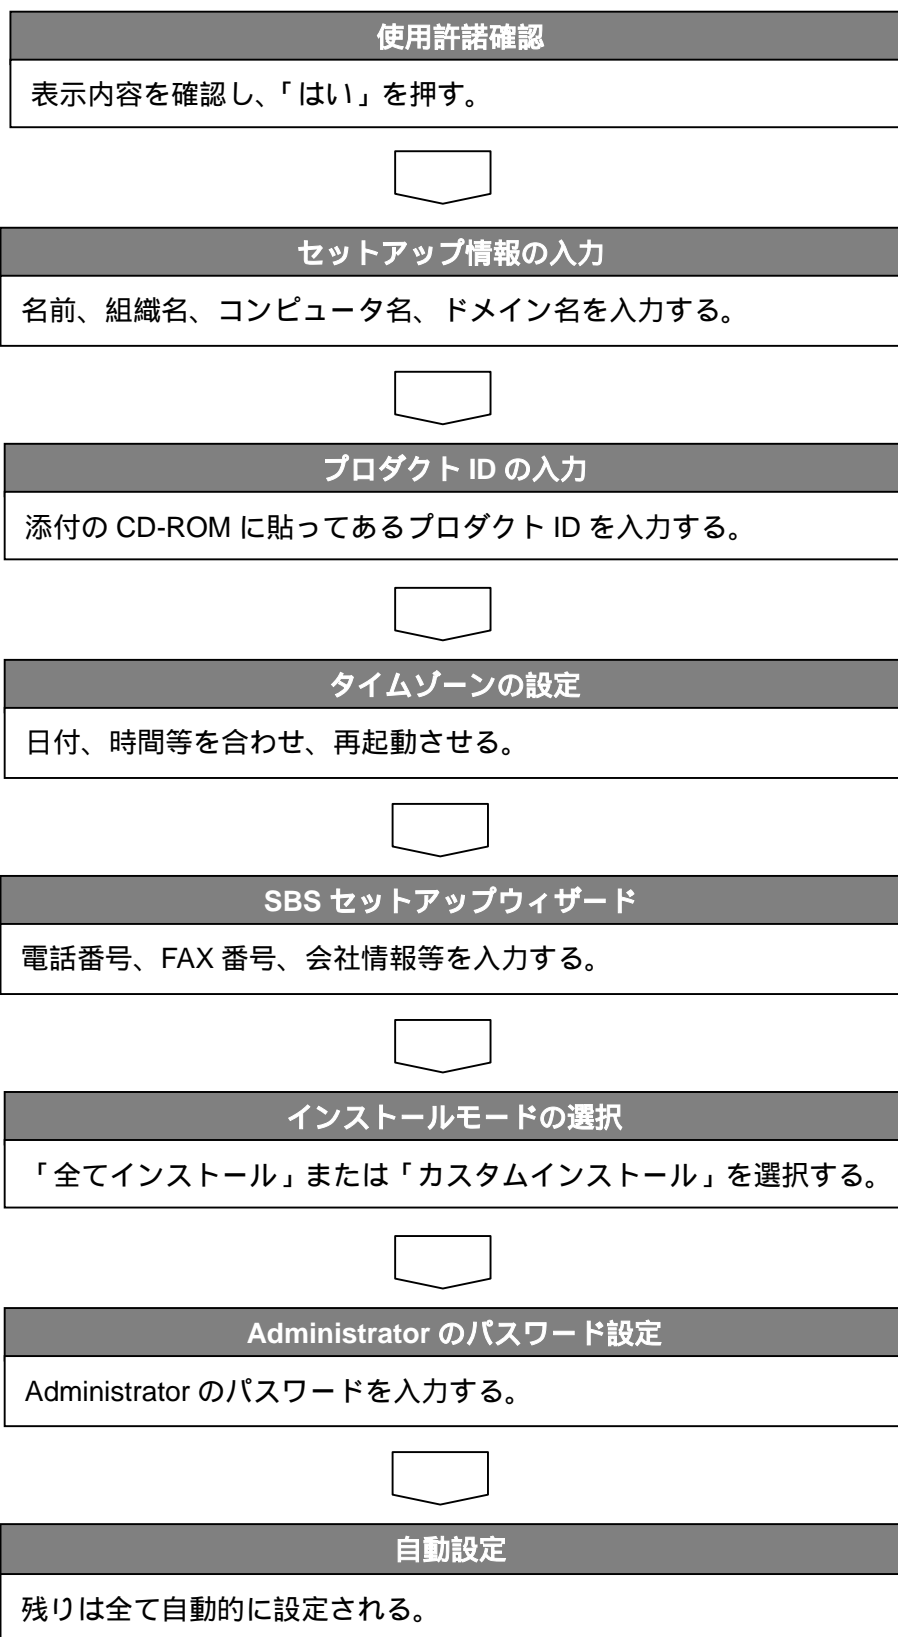 使用許諾確認
表示内容を確認し、「はい」を押す。
セットアップ情報の入力
名前、組織名、コンピュータ名、ドメイン名を入力する。
プロダクト ID の入力
添付の CD-ROM に貼ってあるプロダクト ID を入力する。
タイムゾーンの設定
日付、時間等を合わせ、再起動させる。
SBS セットアップウィザード
電話番号、FAX 番号、会社情報等を入力する。
インストールモードの選択
「全てインストール」または「カスタムインストール」を選択する。
Administrator のパスワード設定
Administrator のパスワードを入力する。
自動設定
残りは全て自動的に設定される。